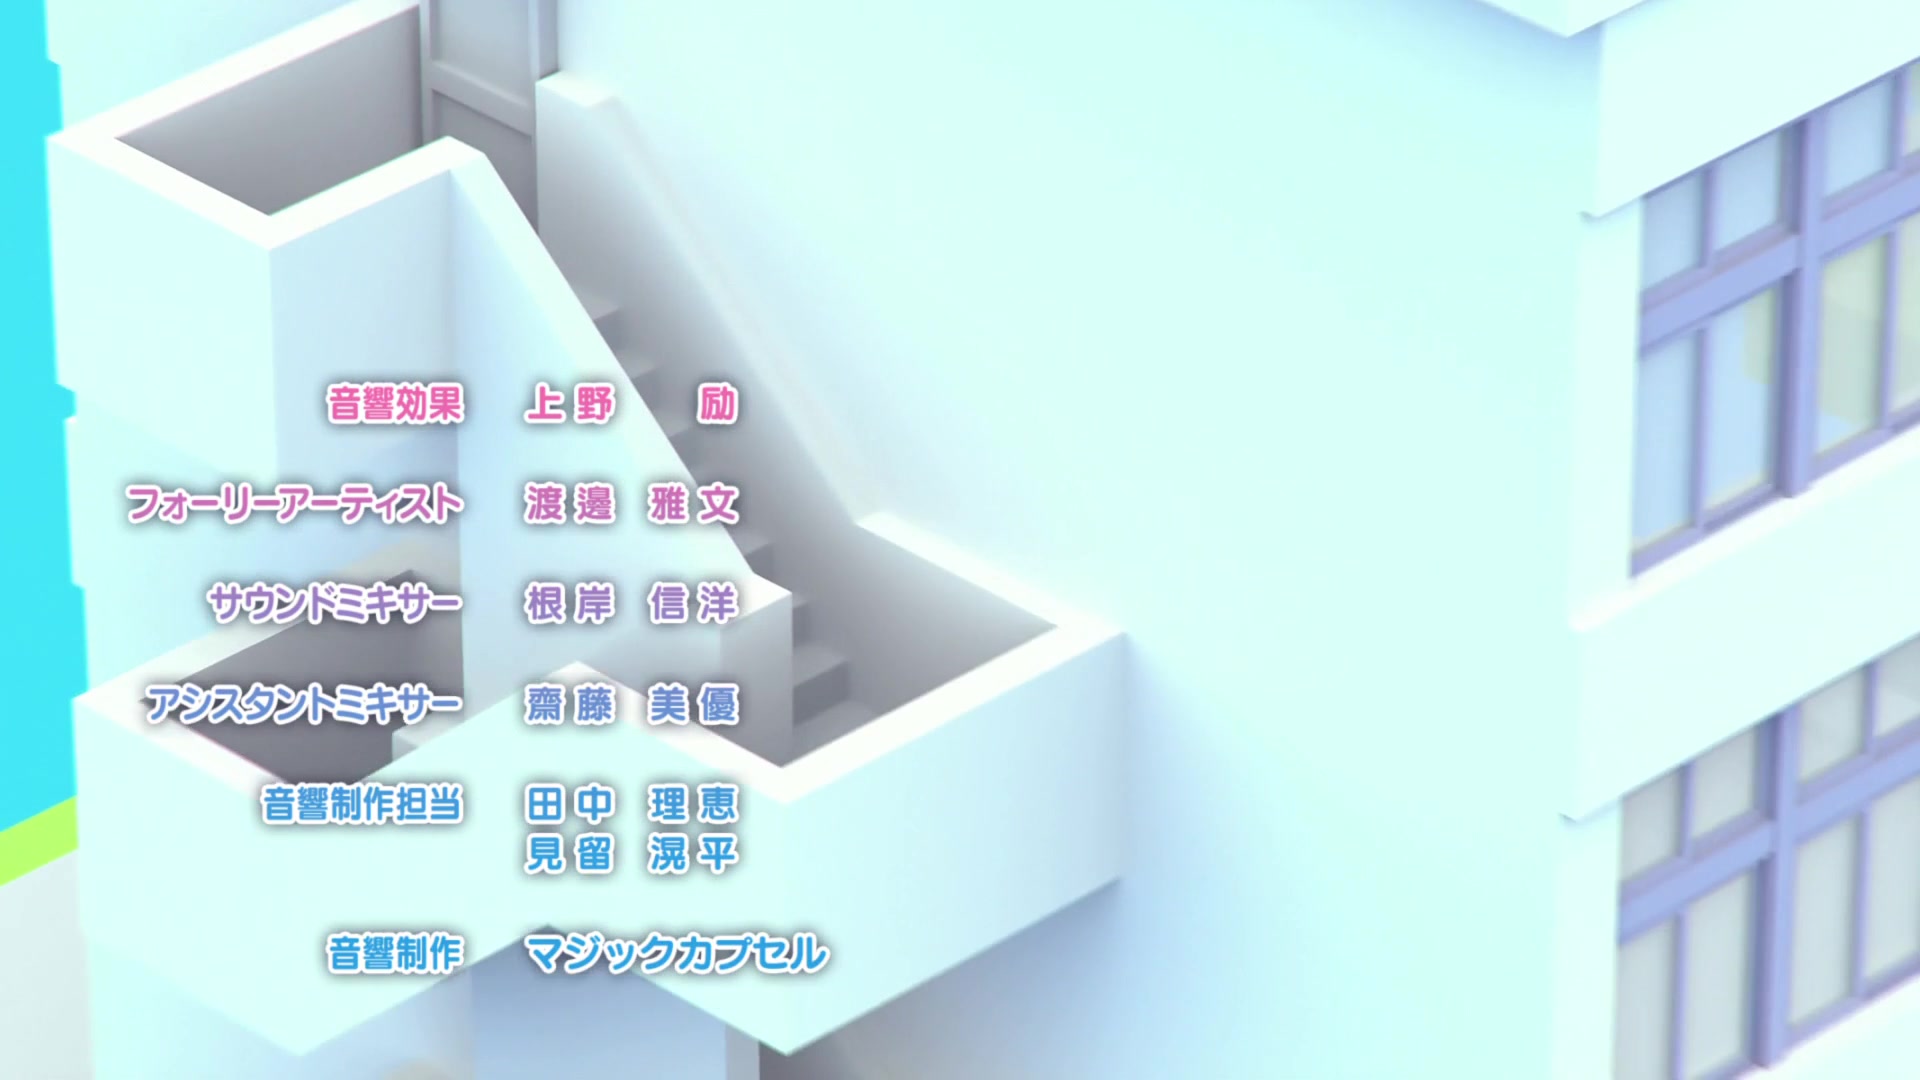 音響効果 上野 励
フォーリーアーティスト 渡邊 雅文
サウンドミキサー 根岸 信洋
アシスタントミキサー 齋藤 美優
音響制作担当 田中 理恵
見留 滉平
音響制作 マジックカプセル